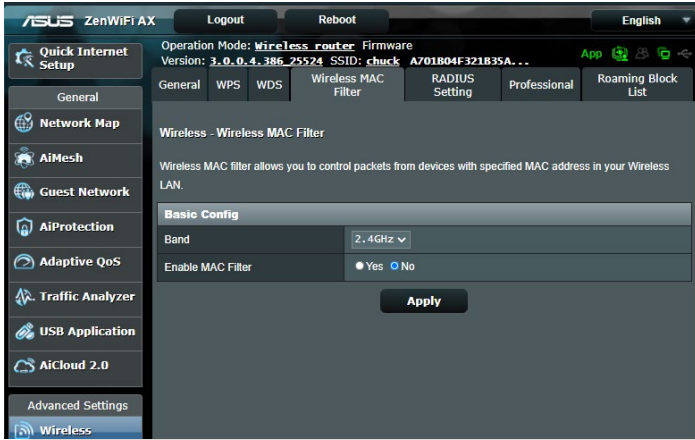 ASUS ZenWiFi AX Logout Reboot English
Quick Internet Setup
Operation Mode: Wireless router Firmware
Version: 3.0.0.4.386_25524 SSID: chuck A701B04F321B35A...
App
General WPS WDS Wireless MAC Filter RADIUS Setting Professional Roaming Block List
General
Network Map
AiMesh
Guest Network
AiProtection
Adaptive QoS
Traffic Analyzer
USB Application
AiCloud 2.0
Advanced Settings
Wireless
Wireless - Wireless MAC Filter
Wireless MAC filter allows you to control packets from devices with specified MAC address in your Wireless
LAN.
Basic Config
Band 2.4GHz
Enable MAC Filter Yes No
Apply